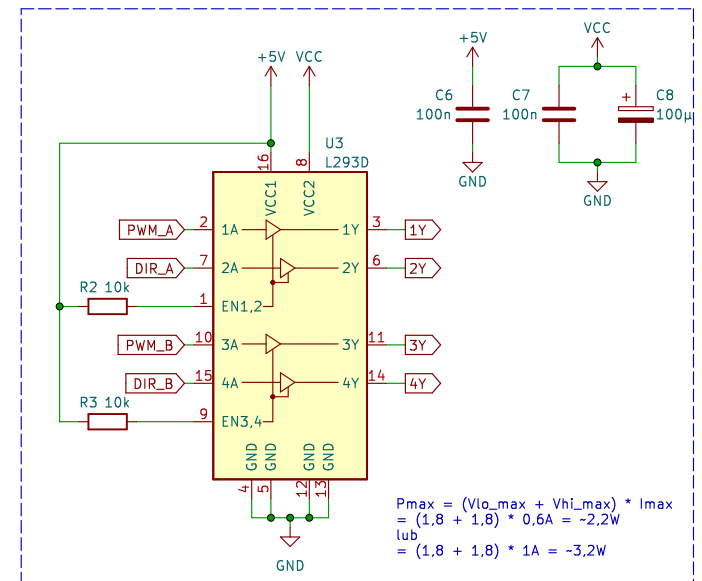 +5V VCC
+5V
VCC
C6
100n
C7
100n
+
C8
100µ
GND
GND
U3
L293D
16
8
VCC1
VCC2
PWM_A 2 1A 1Y 3 1Y
DIR_A 7 2A 2Y 6 2Y
R2 10k 1 EN1,2
PWM_B 10 3A 3Y 11 3Y
DIR_B 15 4A 4Y 14 4Y
R3 10k 9 EN3,4
GND GND GND GND
4 5 12 13
GND
Pmax = (Vlo_max + Vhi_max) * Imax
= (1,8 + 1,8) * 0,6A = ~2,2W
lub
= (1,8 + 1,8) * 1A = ~3,2W